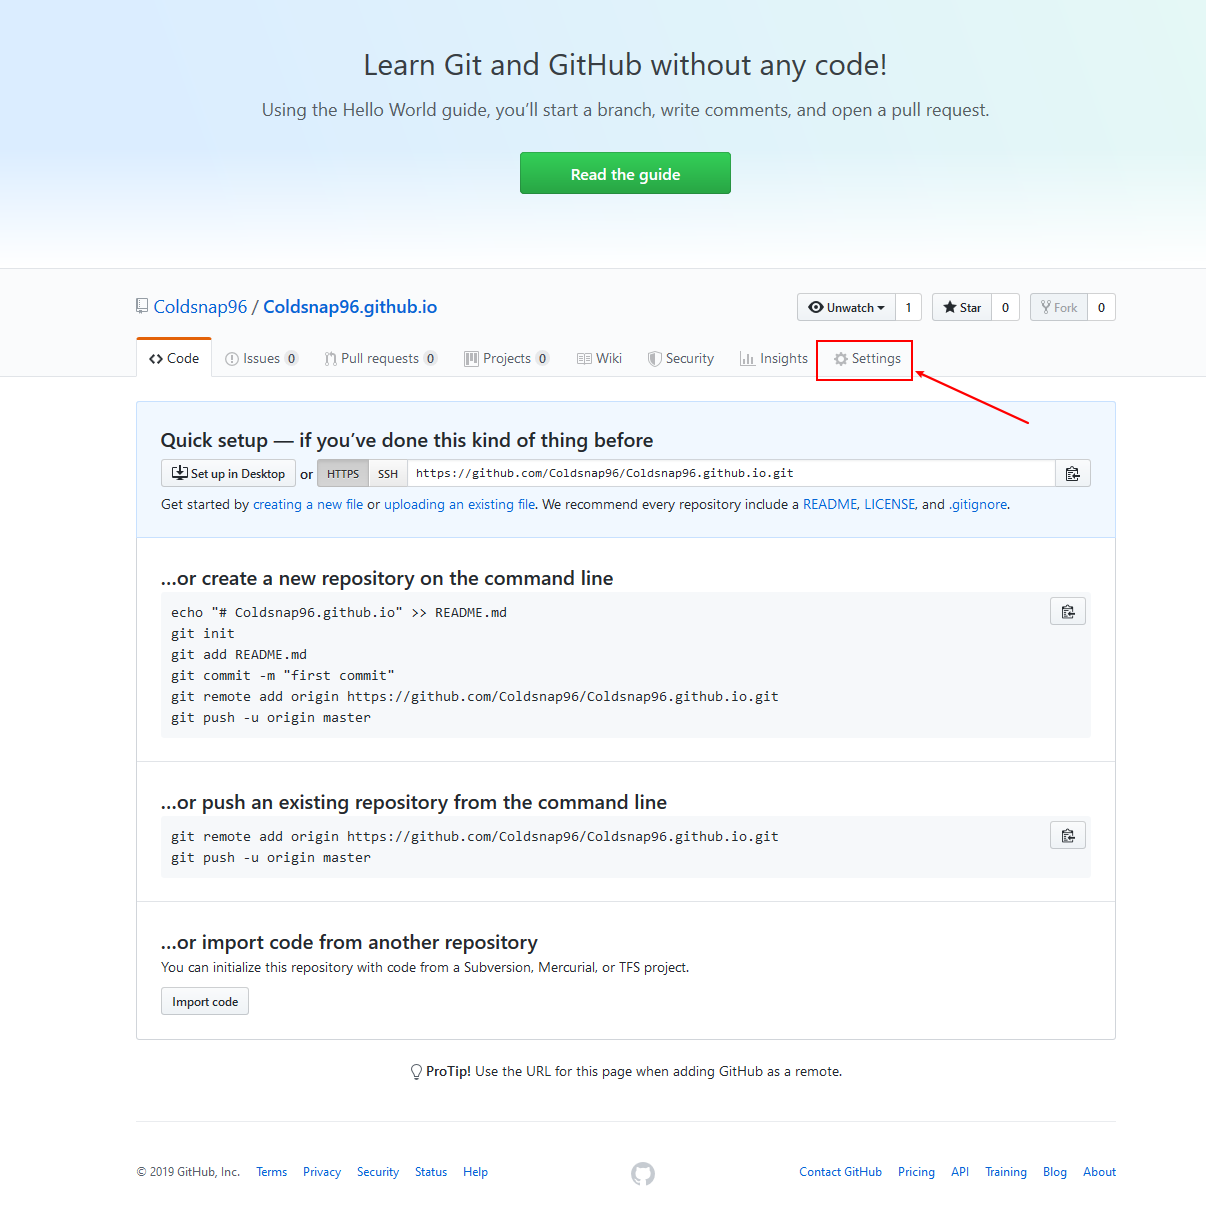 Learn Git and GitHub without any code!
Using the Hello World guide, you’ll start a branch, write comments, and open a pull request.
Read the guide
Coldsnap96 / Coldsnap96.github.io
Unwatch 1 Star 0 Fork 0
Code Issues 0 Pull requests 0 Projects 0 Wiki Security Insights Settings
Quick setup — if you’ve done this kind of thing before
Set up in Desktop or HTTPS SSH https://github.com/Coldsnap96/Coldsnap96.github.io.git
Get started by creating a new file or uploading an existing file. We recommend every repository include a README, LICENSE, and .gitignore.
…or create a new repository on the command line
echo "# Coldsnap96.github.io" >> README.md
git init
git add README.md
git commit -m "first commit"
git remote add origin https://github.com/Coldsnap96/Coldsnap96.github.io.git
git push -u origin master
…or push an existing repository from the command line
git remote add origin https://github.com/Coldsnap96/Coldsnap96.github.io.git
git push -u origin master
…or import code from another repository
You can initialize this repository with code from a Subversion, Mercurial, or TFS project.
Import code
ProTip! Use the URL for this page when adding GitHub as a remote.
© 2019 GitHub, Inc. Terms Privacy Security Status Help Contact GitHub Pricing API Training Blog About